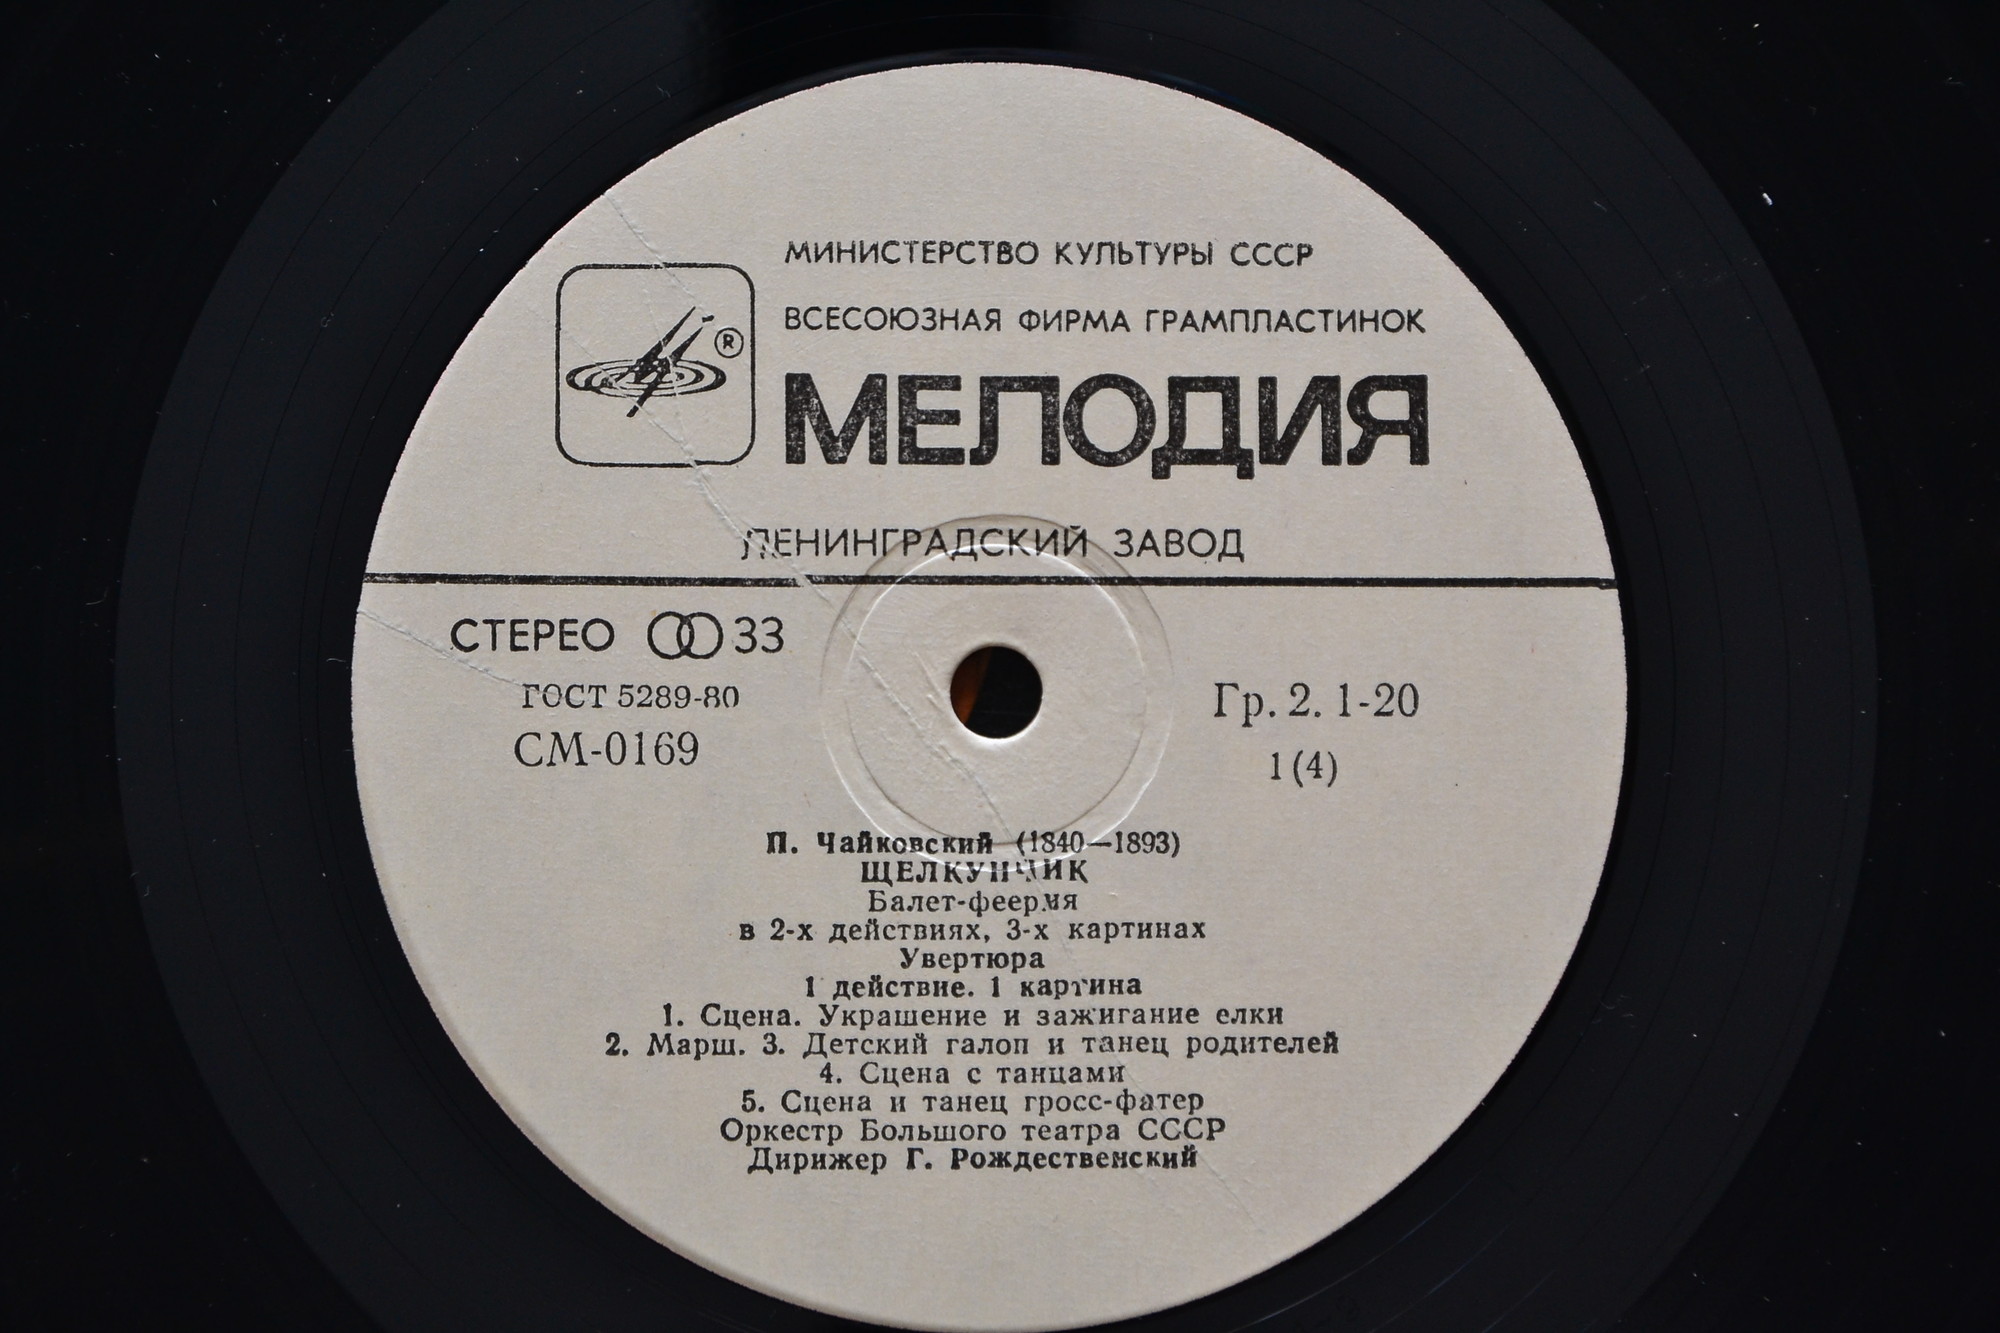 МИНИСТЕРСТВО КУЛЬТУРЫ СССР
ВСЕСОЮЗНАЯ ФИРМА ГРАМПЛАСТИНОК
®
МЕЛОДИЯ
ЛЕНИНГРАДСКИЙ ЗАВОД
СТЕРЕО 33
ГОСТ 5289-80
СМ-0169
Гр. 2. 1-20
1(4)
П. Чайковский (1840—1893)
ЩЕЛКУНЧИК
Балет-феерия
в 2-х действиях, 3-х картинах
Увертюра
1 действие. 1 картина
1. Сцена. Украшение и зажигание елки
2. Марш. 3. Детский галоп и танец родителей
4. Сцена с танцами
5. Сцена и танец гросс-фатер
Оркестр Большого театра СССР
Дирижер Г. Рождественский